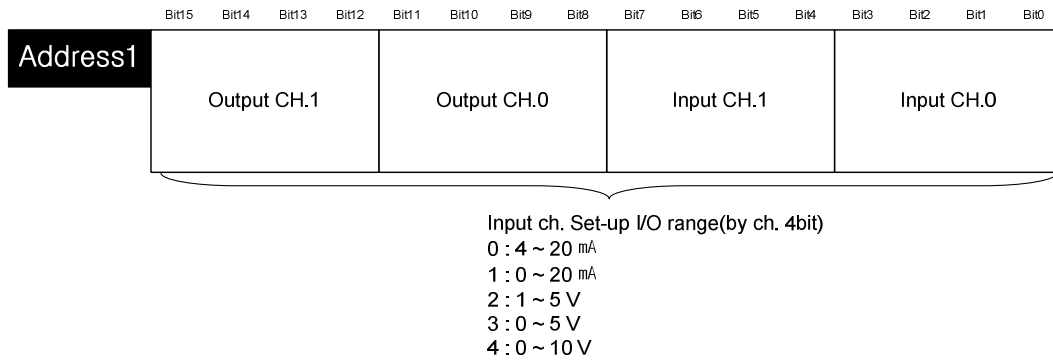 Bit15 Bit14 Bit13 Bit12 Bit11 Bit10 Bit9 Bit8 Bit7 Bit6 Bit5 Bit4 Bit3 Bit2 Bit1 Bit0
Address1
Output CH.1 Output CH.0 Input CH.1 Input CH.0
Input ch. Set-up I/O range(by ch. 4bit)
0 : 4 ~ 20 ㎃
1 : 0 ~ 20 ㎃
2 : 1 ~ 5 V
3 : 0 ~ 5 V
4 : 0 ~ 10 V